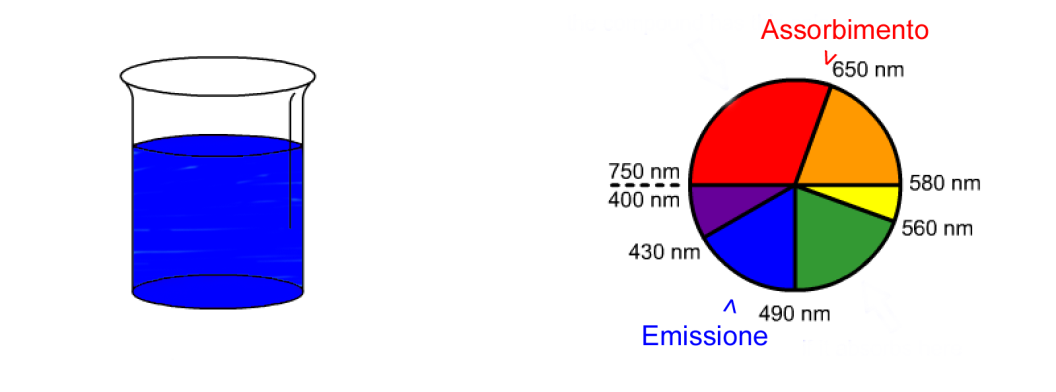 Assorbimento
v
650 nm
750 nm
400 nm
580 nm
560 nm
430 nm
490 nm
^
Emissione